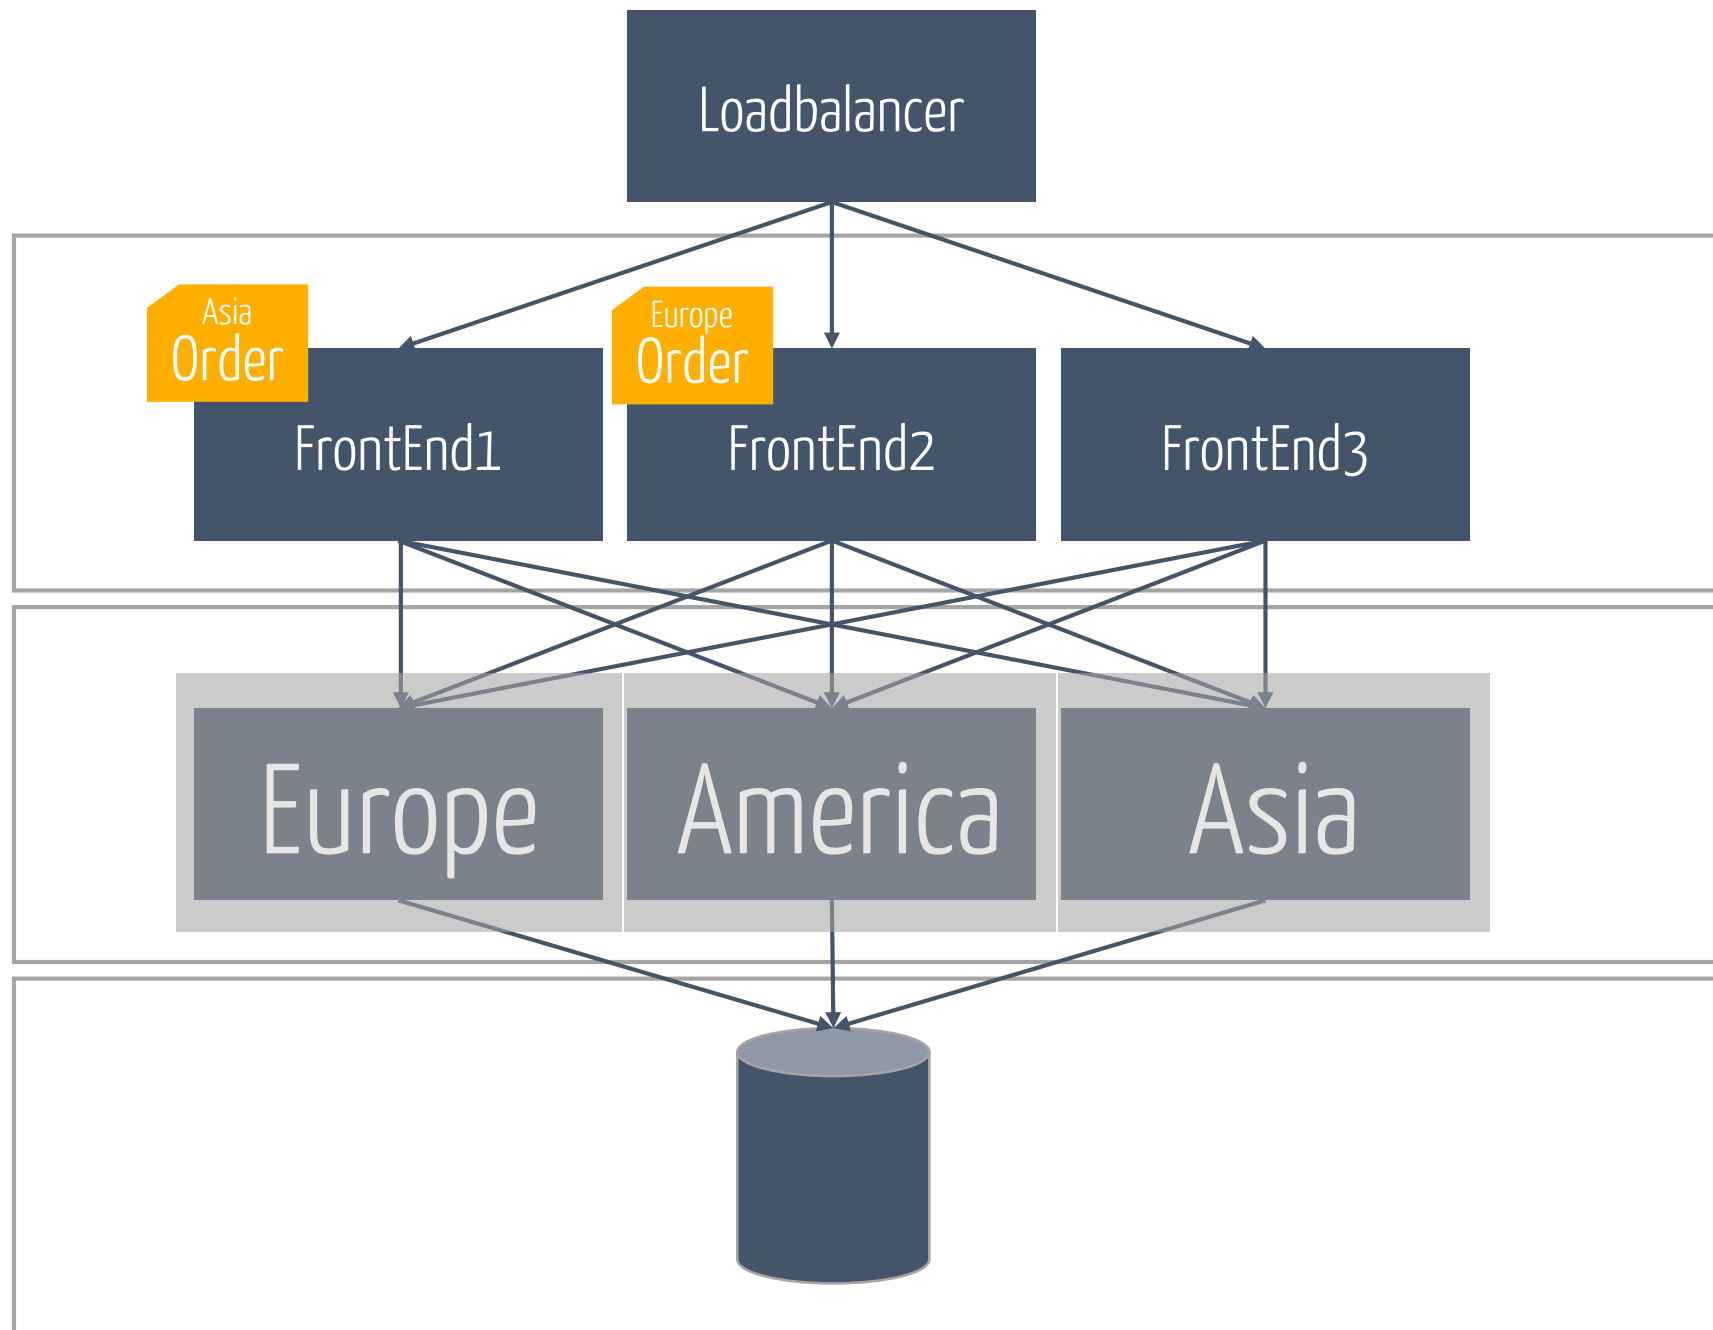 Loadbalancer
Asia
Order
Europe
Order
FrontEnd1
FrontEnd2
FrontEnd3
Europe
America
Asia